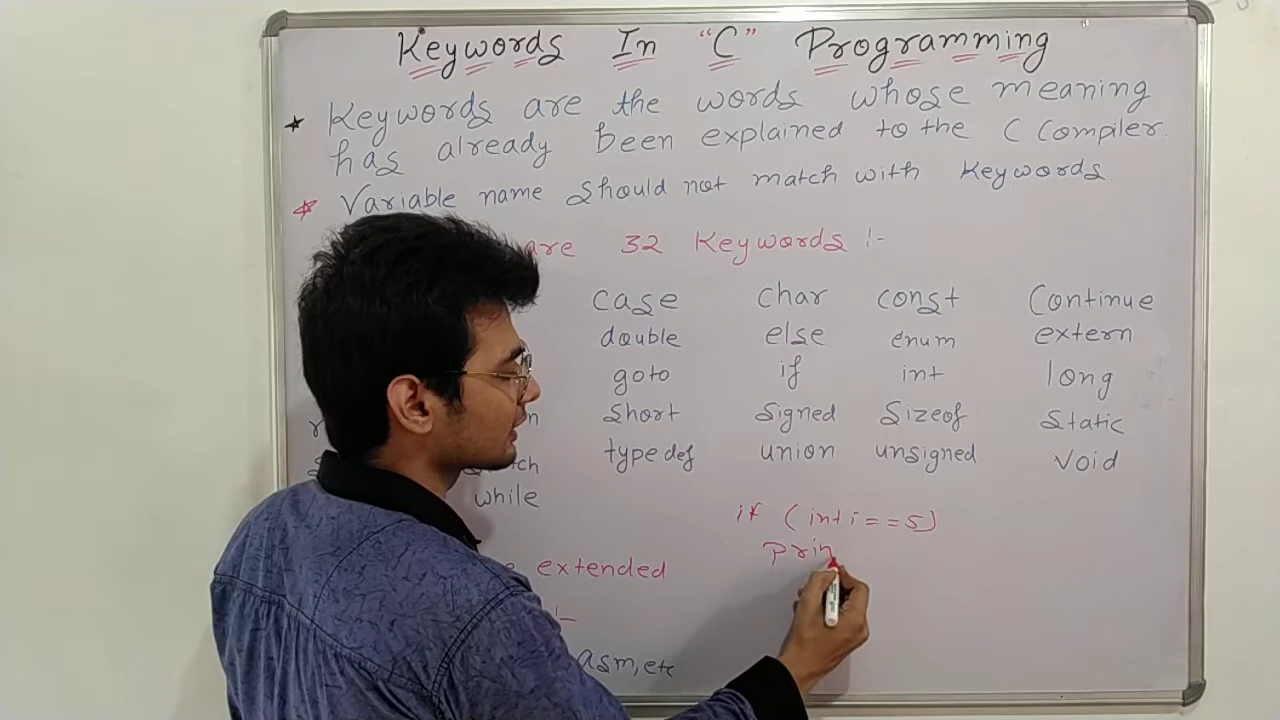 Keywords In "C" Programming
* Keywords are the words whose meaning
has already been explained to the C Compiler.
* Variable name should not match with Keywords
are 32 Keywords :-
case char const Continue
double else enum extern
goto if int long
short signed sizeof static
typedef union unsigned void
while
if (int i==5)
prin
extended
asm, etc